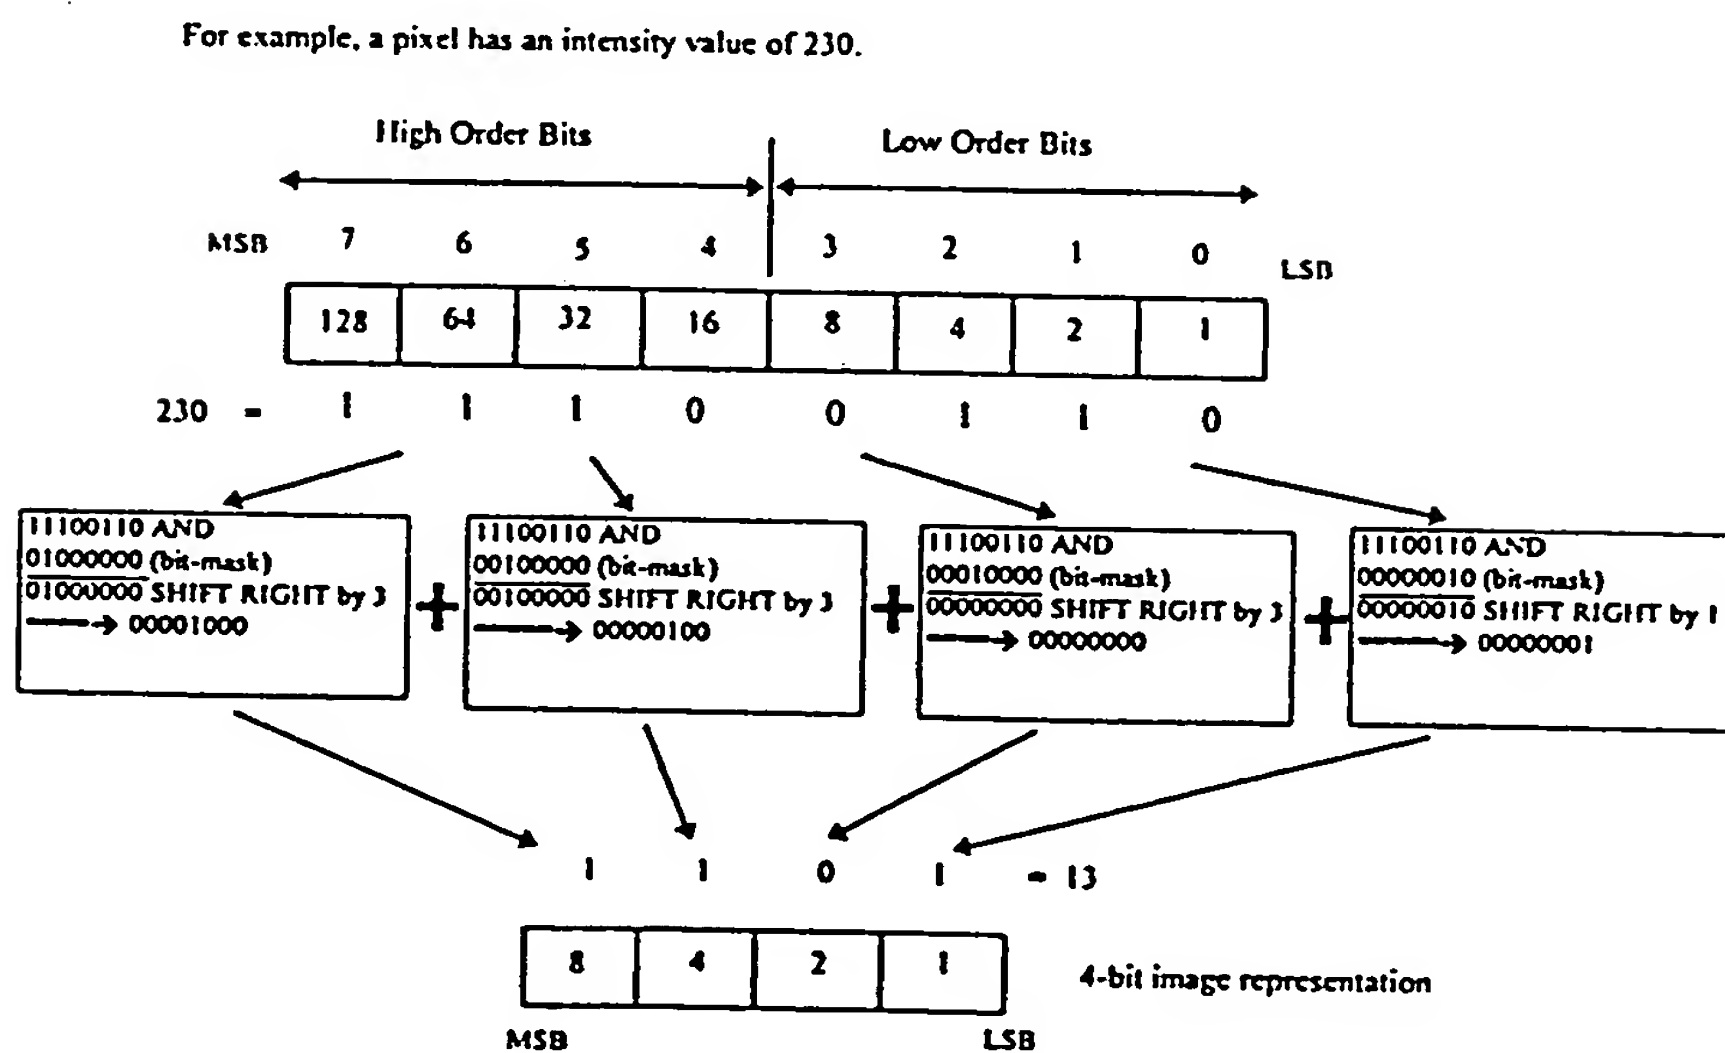 For example, a pixel has an intensity value of 230.
High Order Bits
Low Order Bits
MSB 7 6 5 4 3 2 1 0 LSB
128 64 32 16 8 4 2 1
230 = 1 1 1 0 0 1 1 0
11100110 AND
01000000 (bit-mask)
01000000 SHIFT RIGHT by 3
00001000
+
11100110 AND
00100000 (bit-mask)
00100000 SHIFT RIGHT by 3
00000100
+
11100110 AND
00010000 (bit-mask)
00000000 SHIFT RIGHT by 3
00000000
+
11100110 AND
00000010 (bit-mask)
00000010 SHIFT RIGHT by 1
00000001
1 1 0 1 = 13
8 4 2 1
4-bit image representation
MSB LSB